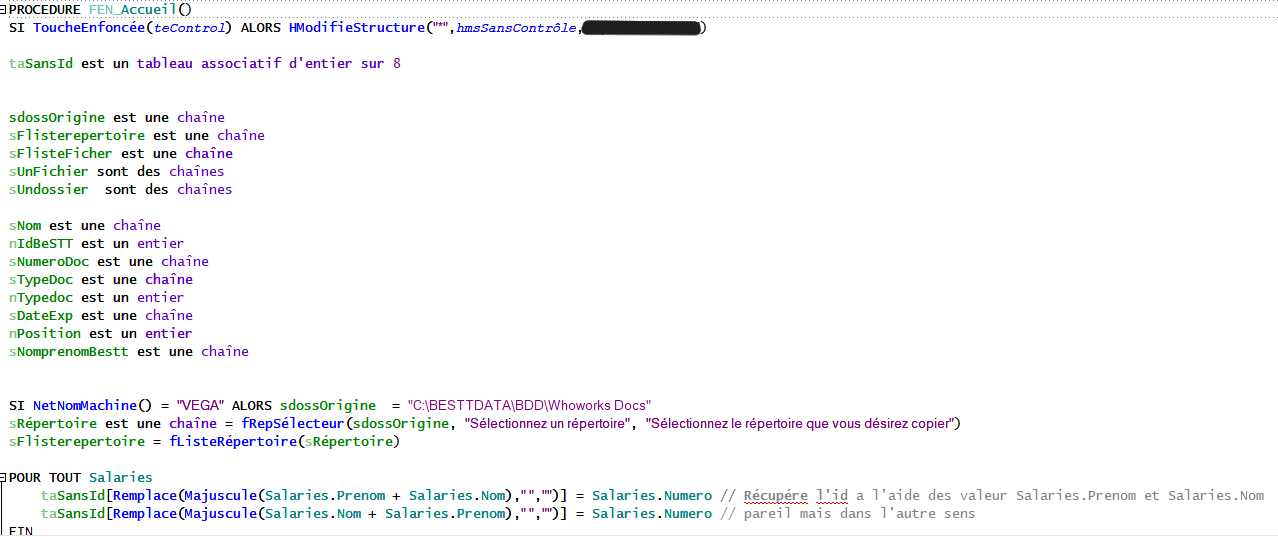 PROCEDURE FEN_Accueil()
SI ToucheEnfoncée(teControl) ALORS HModifieStructure("*",hmsSansContrôle,)
taSansId est un tableau associatif d'entier sur 8
sdossOrigine est une chaîne
sFlisterepertoire est une chaîne
sFlisteFicher est une chaîne
sUnFichier sont des chaînes
sUndossier  sont des chaînes
sNom est une chaîne
nIdBeSTT est un entier
sNumeroDoc est une chaîne
sTypeDoc est une chaîne
nTypedoc est un entier
sDateExp est une chaîne
nPosition est un entier
sNomprenomBestt est une chaîne
SI NetNomMachine() = "VEGA" ALORS sdossOrigine  = "C:\BESTTDATA\BDD\Whoworks Docs"
sRépertoire est une chaîne = fRepSélecteur(sdossOrigine, "Sélectionnez un répertoire", "Sélectionnez le répertoire que vous désirez copier")
sFlisterepertoire = fListeRépertoire(sRépertoire)
POUR TOUT Salaries
    taSansId[Remplace(Majuscule(Salaries.Prenom + Salaries.Nom)," ","")] = Salaries.Numero // Récupére l'id a l'aide des valeur Salaries.Prenom et Salaries.Nom
    taSansId[Remplace(Majuscule(Salaries.Nom + Salaries.Prenom)," ","")] = Salaries.Numero // pareil mais dans l'autre sens
FIN